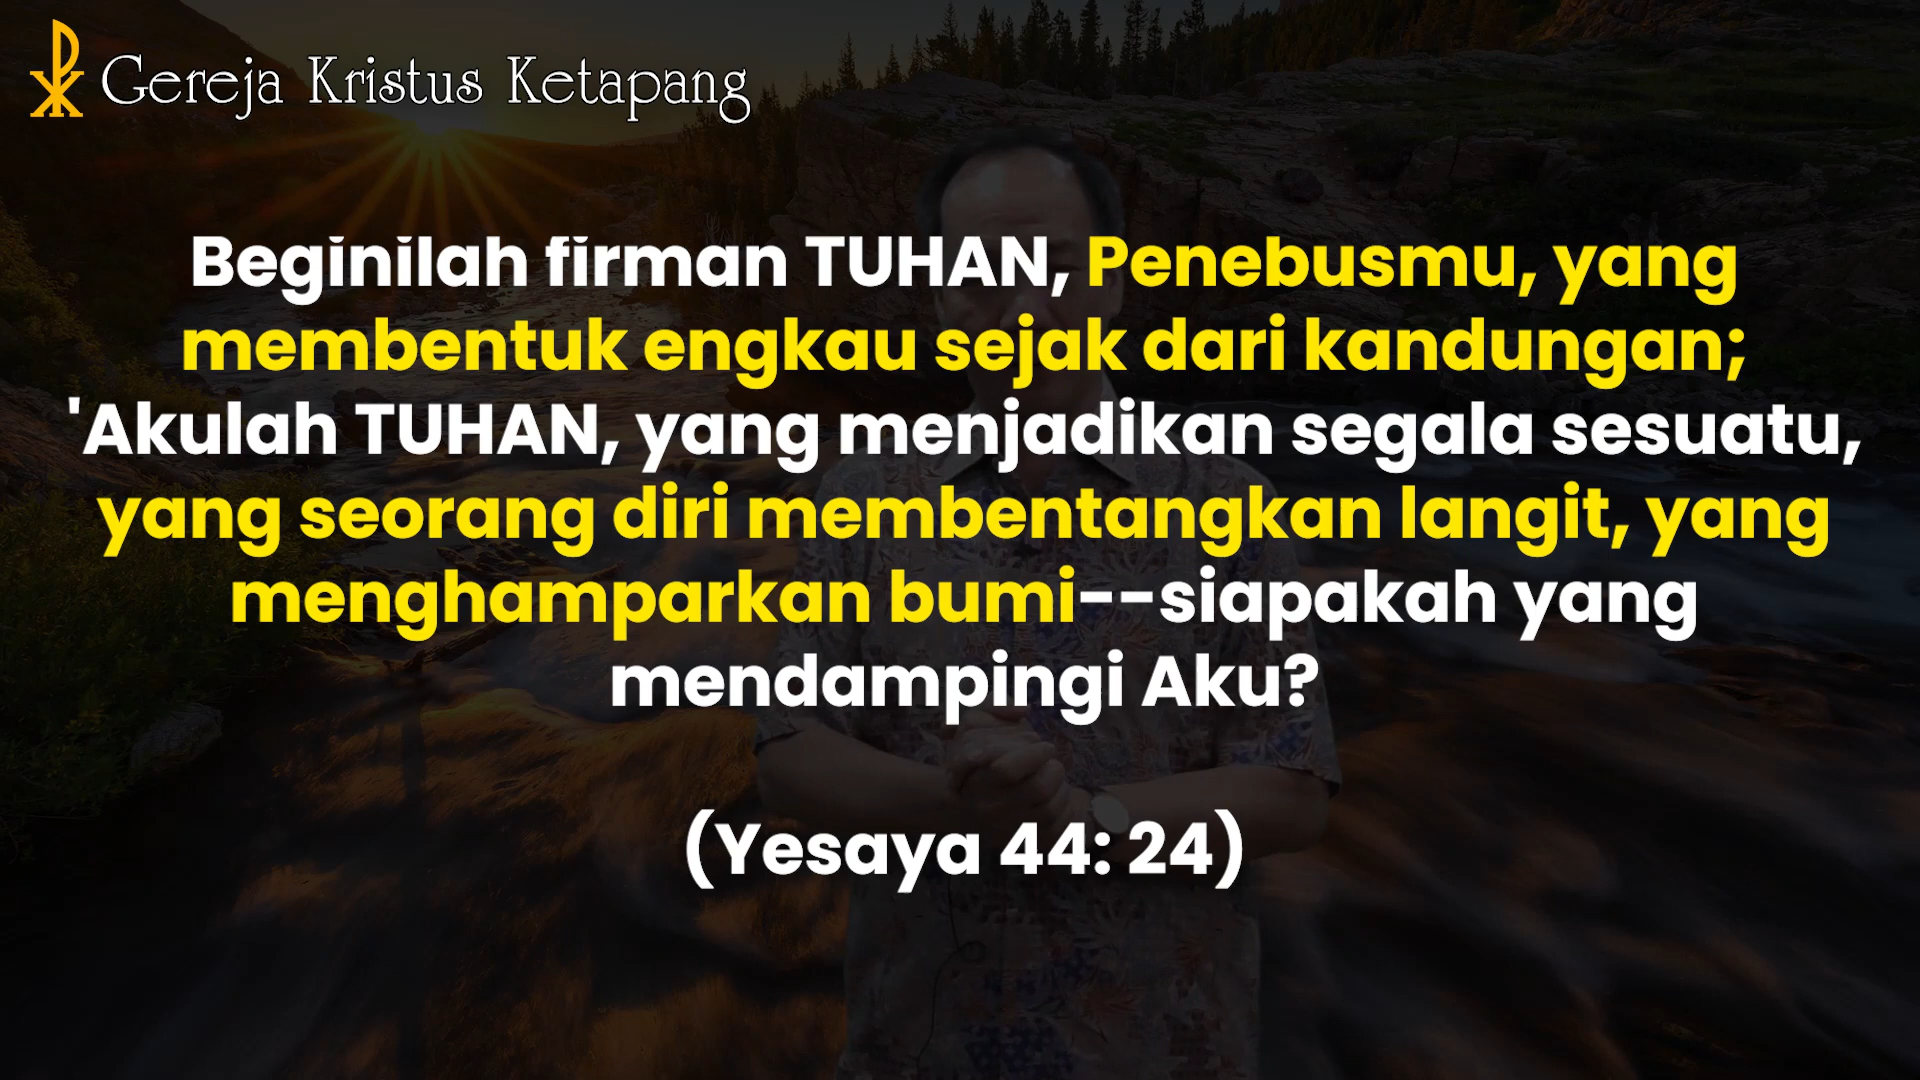 Gereja Kristus Ketapang
Beginilah firman TUHAN, Penebusmu, yang
membentuk engkau sejak dari kandungan;
'Akulah TUHAN, yang menjadikan segala sesuatu,
yang seorang diri membentangkan langit, yang
menghamparkan bumi--siapakah yang
mendampingi Aku?
(Yesaya 44: 24)